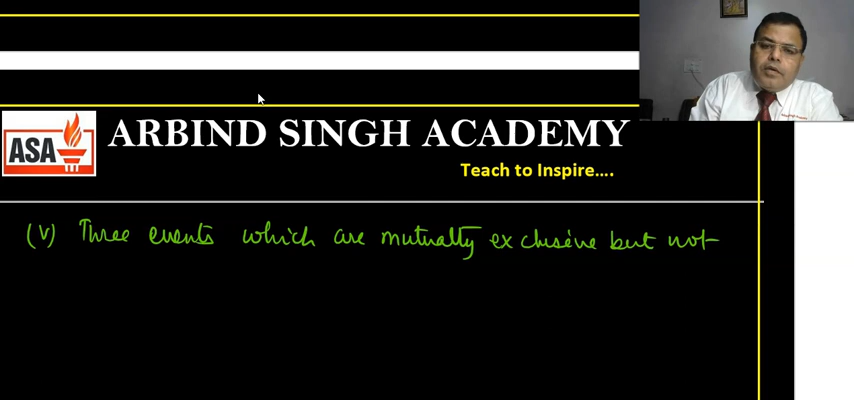 ASA
ARBIND SINGH ACADEMY
Teach to Inspire....
(V) Three events which are mutually exclusive but not